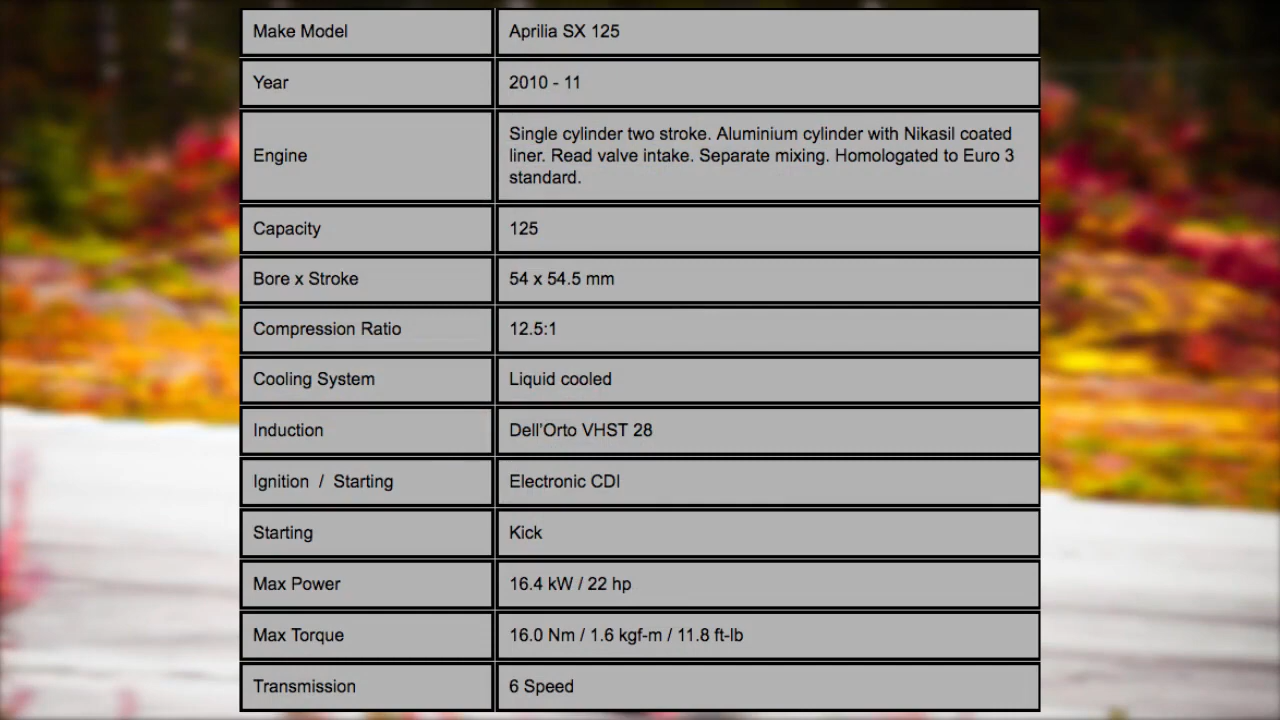 Make Model Aprilia SX 125
Year 2010 - 11
Engine Single cylinder two stroke. Aluminium cylinder with Nikasil coated
liner. Read valve intake. Separate mixing. Homologated to Euro 3
standard.
Capacity 125
Bore x Stroke 54 x 54.5 mm
Compression Ratio 12.5:1
Cooling System Liquid cooled
Induction Dell'Orto VHST 28
Ignition / Starting Electronic CDI
Starting Kick
Max Power 16.4 kW / 22 hp
Max Torque 16.0 Nm / 1.6 kgf-m / 11.8 ft-lb
Transmission 6 Speed